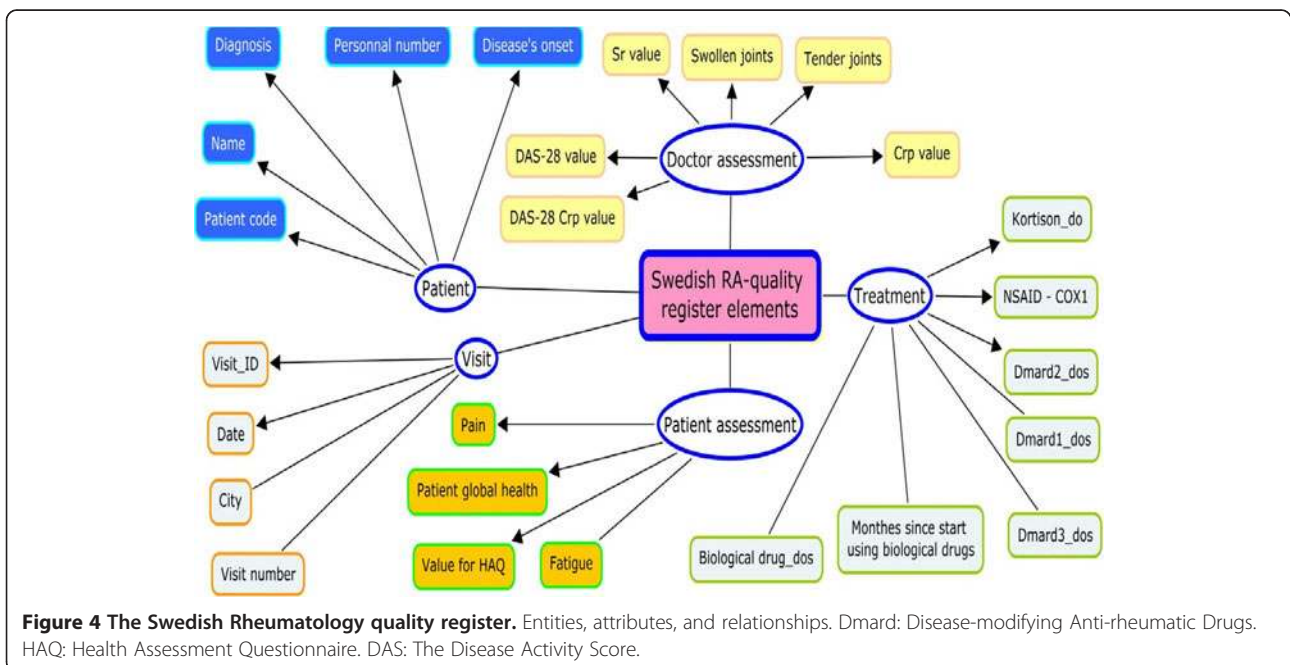 Diagnosis
Personnal number
Disease's onset
Sr value
Swollen joints
Tender joints
Name
DAS-28 value
Doctor assessment
Crp value
Patient code
DAS-28 Crp value
Kortison_do
Patient
Swedish RA-quality
register elements
Treatment
NSAID - COX1
Visit_ID
Visit
Dmard2_dos
Date
Pain
Patient assessment
Dmard1_dos
City
Patient global health
Visit number
Value for HAQ
Fatigue
Biological drug_dos
Monthes since start
using biological drugs
Dmard3_dos
Figure 4 The Swedish Rheumatology quality register. Entities, attributes, and relationships. Dmard: Disease-modifying Anti-rheumatic Drugs.
HAQ: Health Assessment Questionnaire. DAS: The Disease Activity Score.